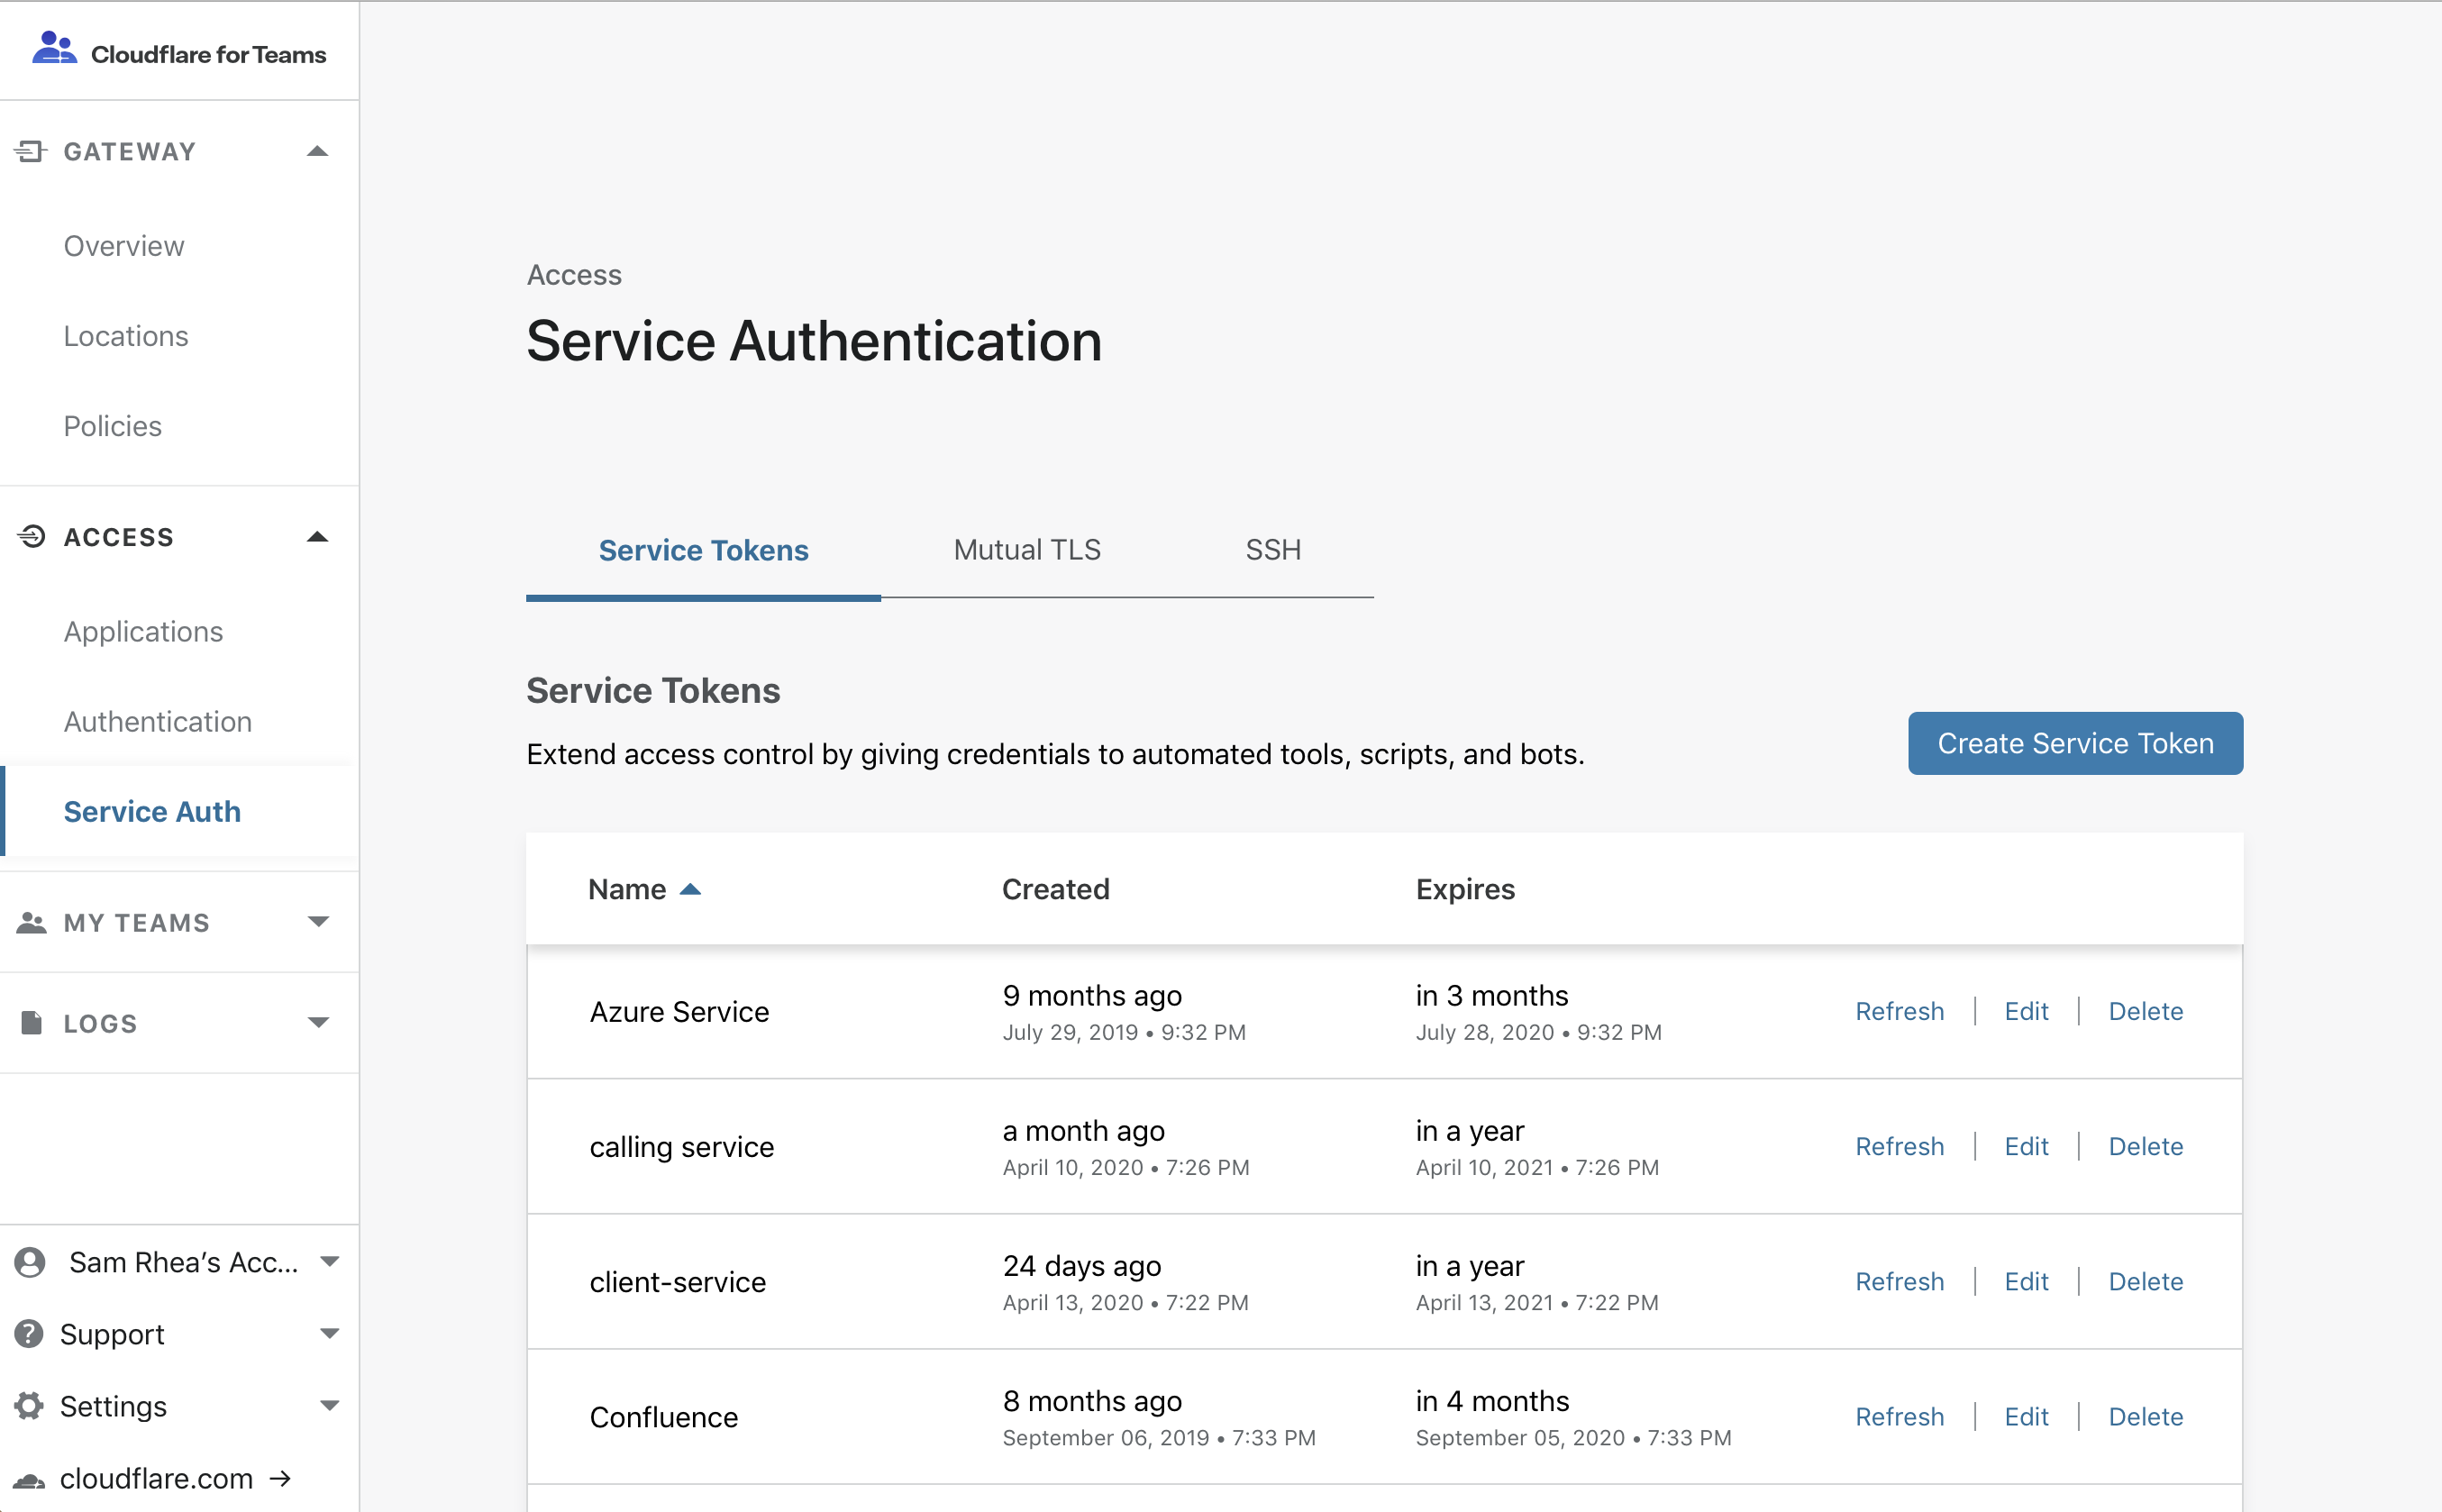 Cloudflare for Teams
GATEWAY
Overview
Locations
Policies
ACCESS
Applications
Authentication
Service Auth
MY TEAMS
LOGS
Sam Rhea’s Acc...
Support
Settings
cloudflare.com →
Access
Service Authentication
Service Tokens Mutual TLS SSH
Service Tokens
Extend access control by giving credentials to automated tools, scripts, and bots.
Create Service Token
Name Created Expires
Azure Service 9 months ago in 3 months Refresh | Edit | Delete
July 29, 2019 • 9:32 PM July 28, 2020 • 9:32 PM
calling service a month ago in a year Refresh | Edit | Delete
April 10, 2020 • 7:26 PM April 10, 2021 • 7:26 PM
client-service 24 days ago in a year Refresh | Edit | Delete
April 13, 2020 • 7:22 PM April 13, 2021 • 7:22 PM
Confluence 8 months ago in 4 months Refresh | Edit | Delete
September 06, 2019 • 7:33 PM September 05, 2020 • 7:33 PM